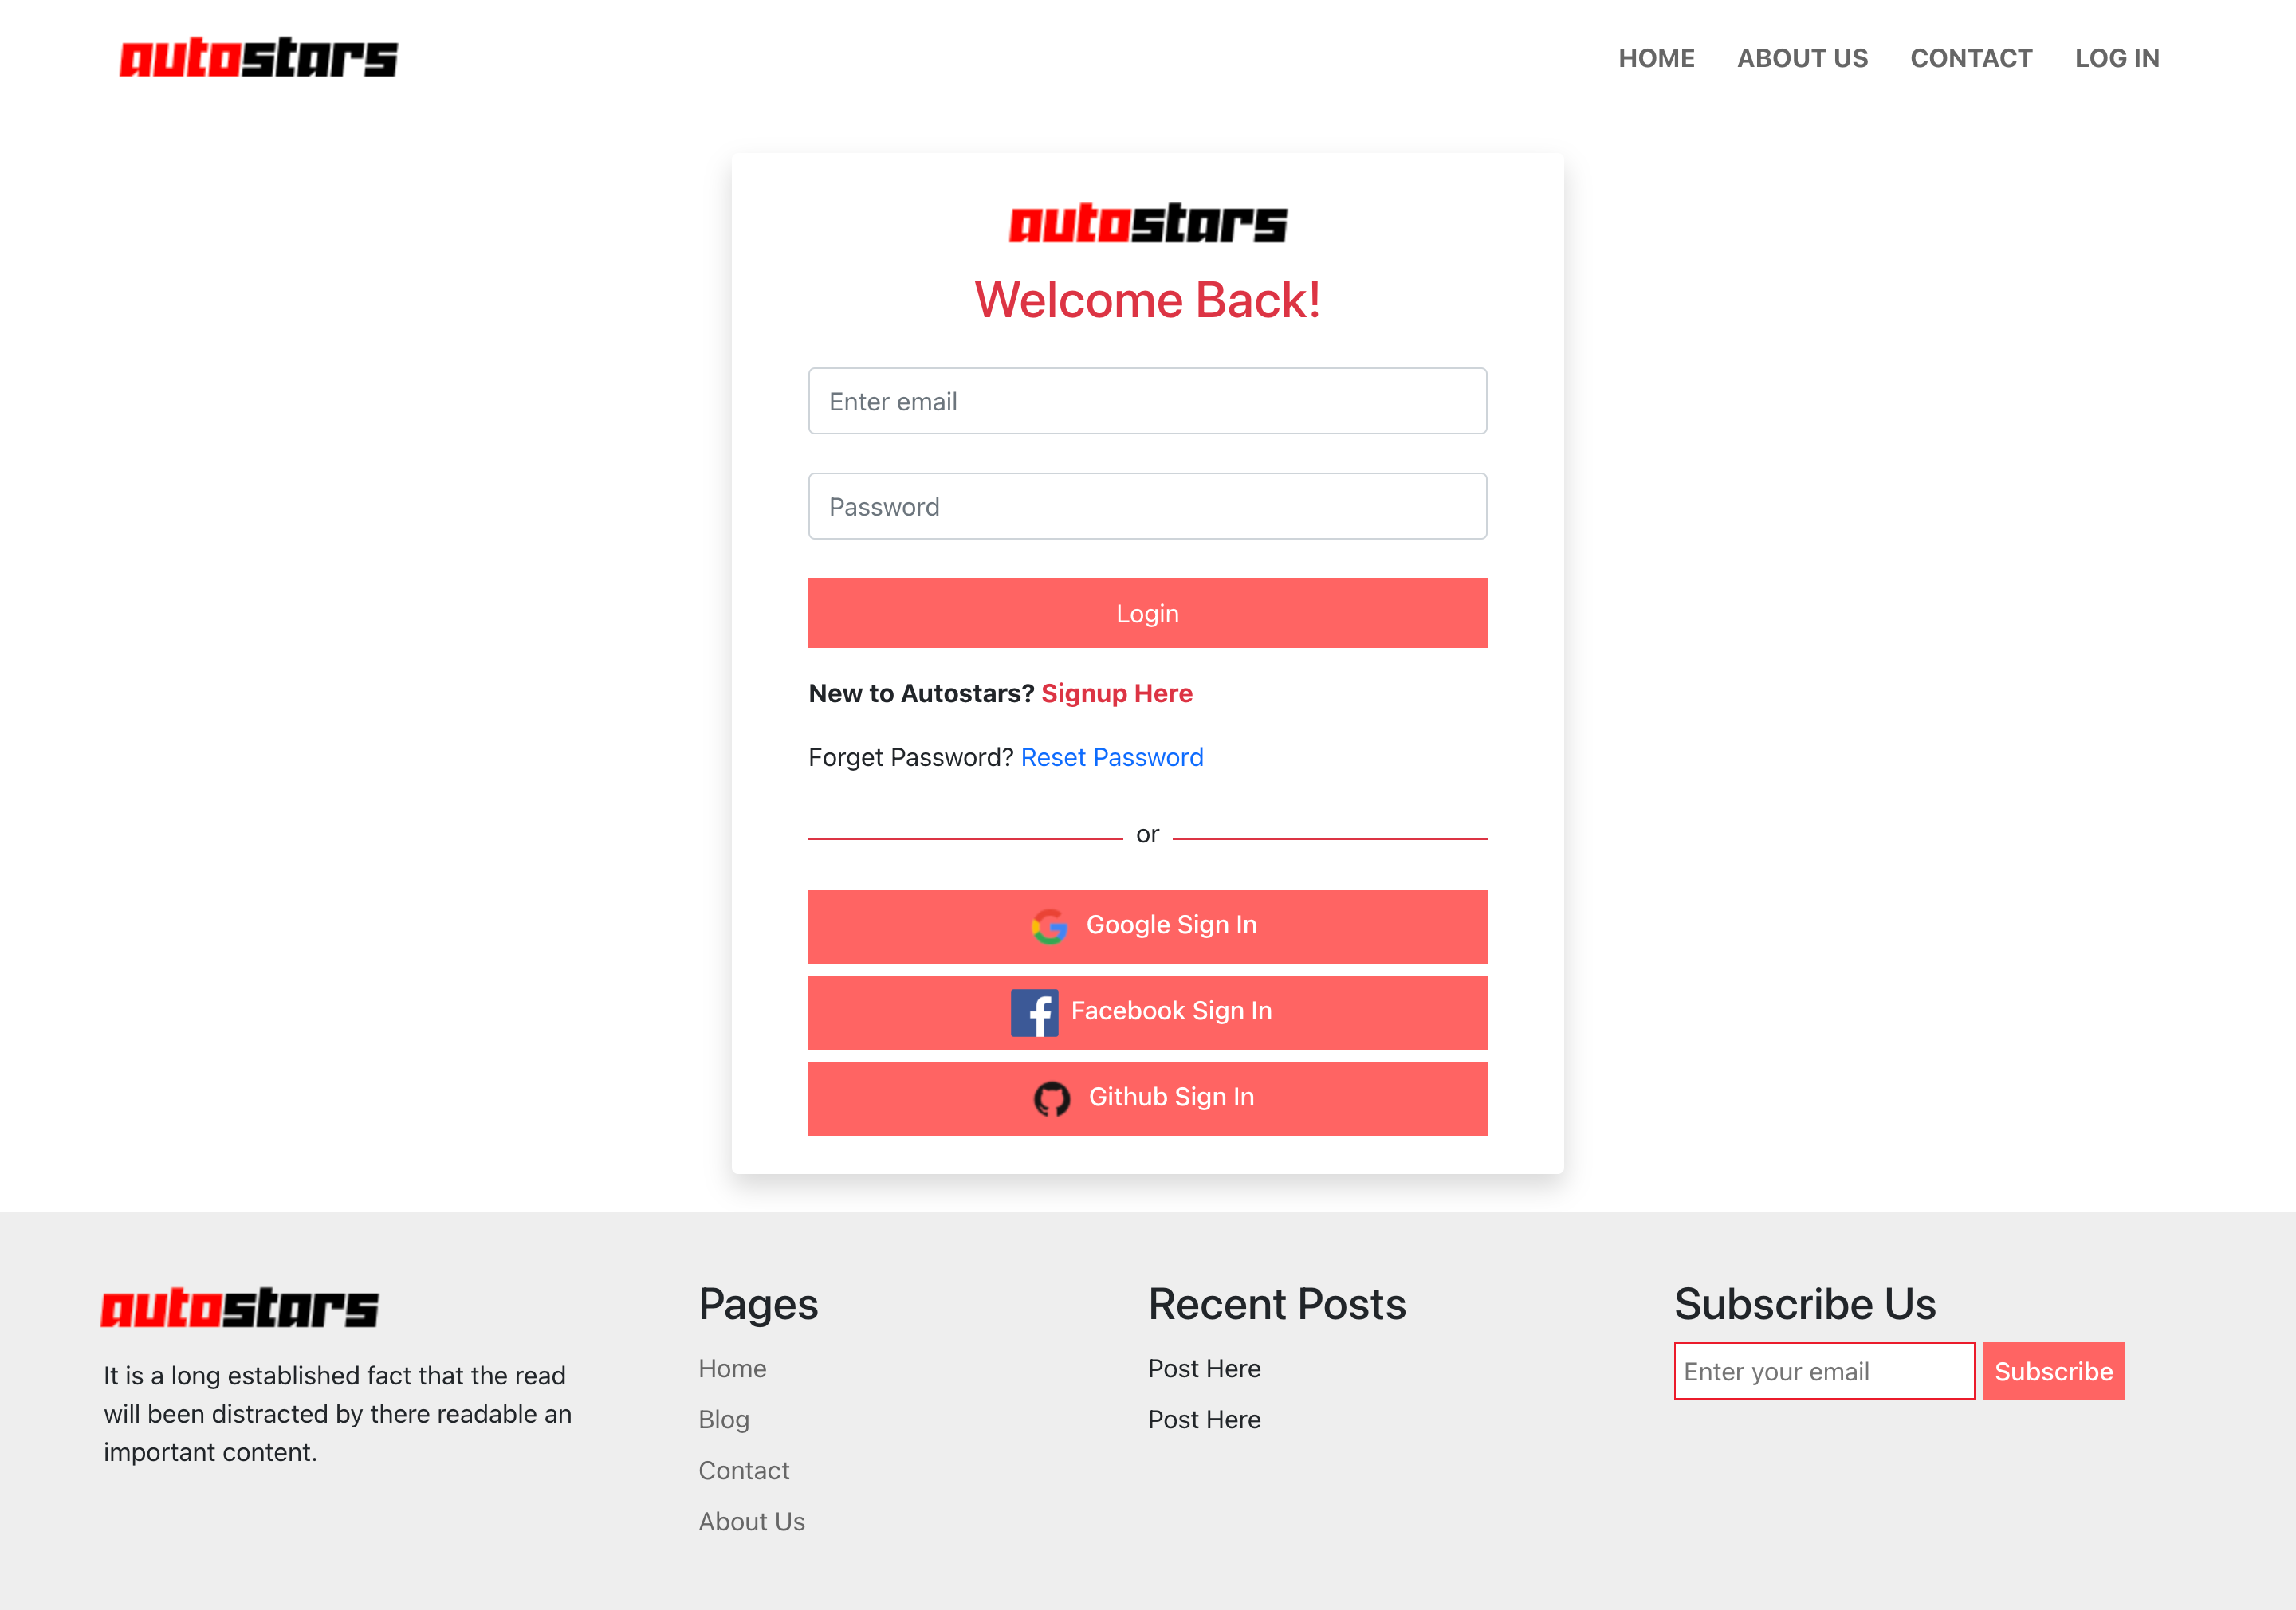 autostars
HOME ABOUT US CONTACT LOG IN
autostars
Welcome Back!
Enter email
Password
Login
New to Autostars? Signup Here
Forget Password? Reset Password
or
Google Sign In
Facebook Sign In
Github Sign In
autostars
It is a long established fact that the read
will been distracted by there readable an
important content.
Pages
Home
Blog
Contact
About Us
Recent Posts
Post Here
Post Here
Subscribe Us
Enter your email Subscribe